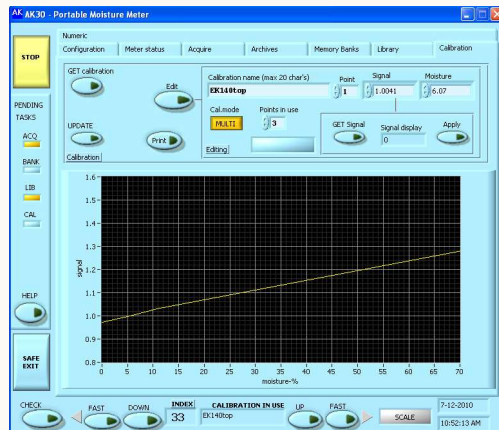 AK AK30 - Portable Moisture Meter
Numeric
Configuration
Meter status
Acquire
Archives
Memory Banks
Library
Calibration
STOP
GET calibration
Edit
Calibration name (max 20 char's)
EK140top
Point
1
Signal
1.0041
Moisture
6.07
Cal.mode
MULTI
Points in use
3
GET Signal
Signal display
0
Apply
UPDATE
Print
Editing
Calibration
PENDING
TASKS
ACQ
BANK
LIB
CAL
HELP
SAFE
EXIT
signal
1.6
1.5
1.4
1.3
1.2
1.1
1.0
0.9
0.8
0 5 10 15 20 25 30 35 40 45 50 55 60 65 70
moisture-%
CHECK
FAST
DOWN
INDEX
33
CALIBRATION IN USE
EK140top
UP
FAST
SCALE
7-12-2010
10:52:13 AM